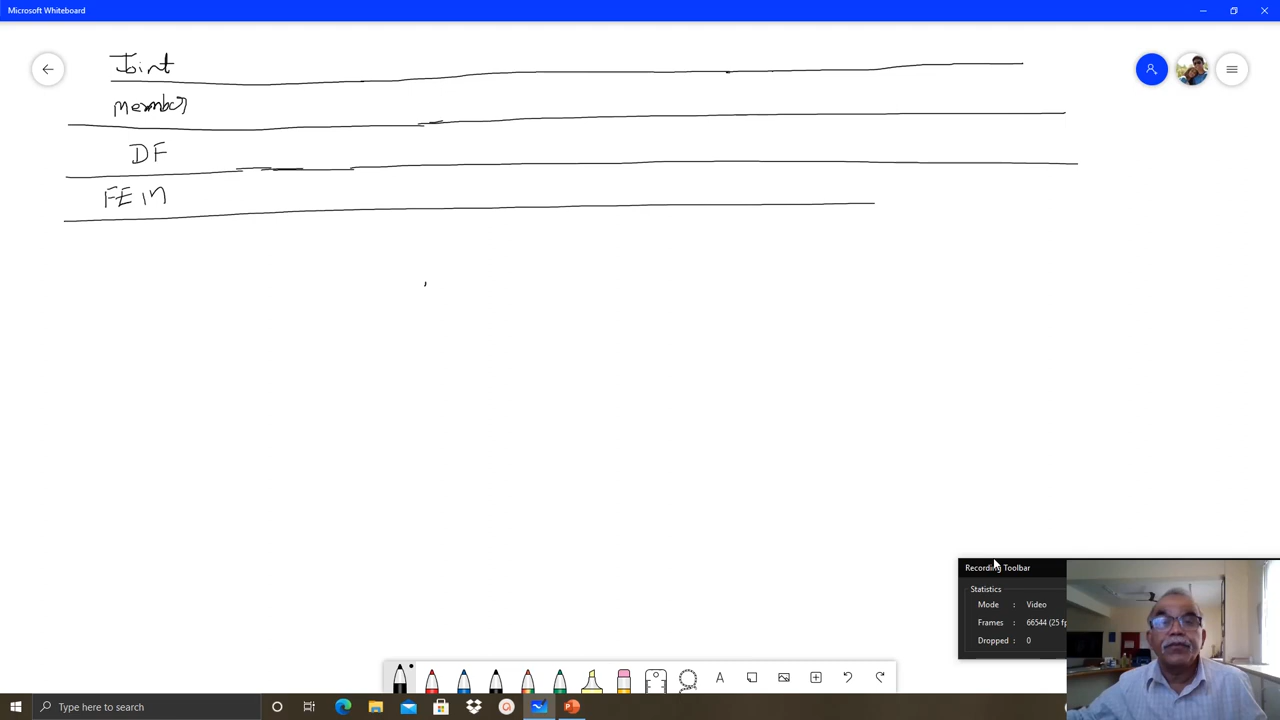 Microsoft Whiteboard
Joint
member
DF
FEM
Recording Toolbar
Statistics
Mode : Video
Frames : 66544 (25 fp
Dropped : 0
A
Type here to search